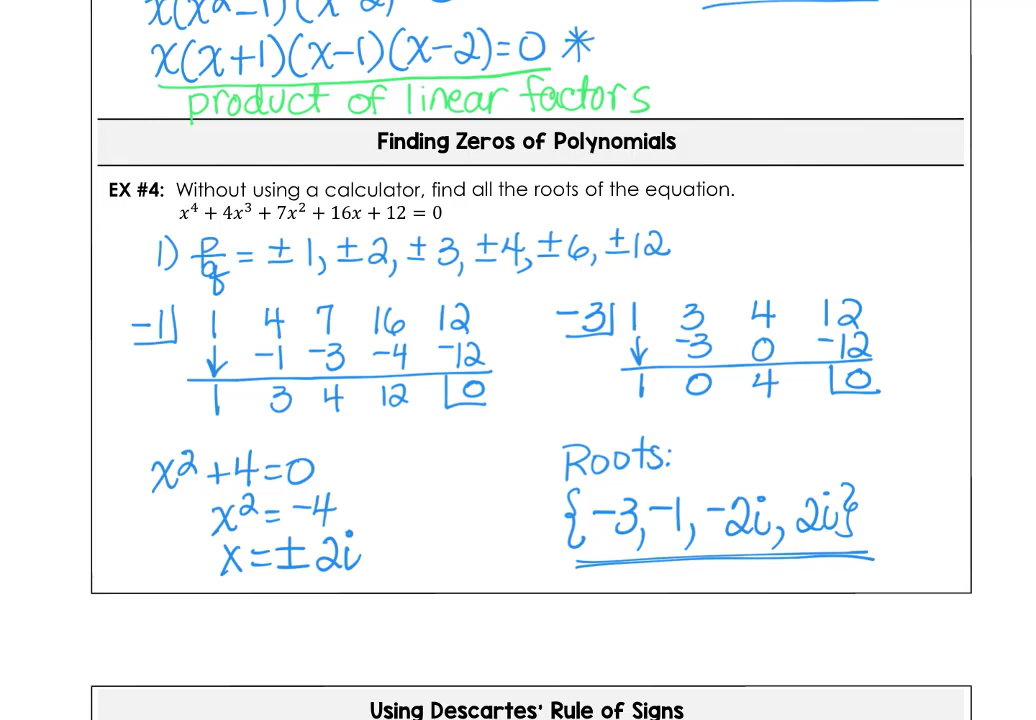 x(x²−1)(x−2)
x(x+1)(x−1)(x−2)=0 *
product of linear factors
Finding Zeros of Polynomials
EX #4: Without using a calculator, find all the roots of the equation.
x⁴ + 4x³ + 7x² + 16x + 12 = 0
1) p/q = ± 1, ± 2, ± 3, ± 4, ± 6, ± 12
−1| 1 4 7 16 12
↓ −1 −3 −4 −12
1 3 4 12 |0
−3| 1 3 4 12
↓ −3 0 −12
1 0 4 |0
x² + 4 = 0
x² = −4
x = ± 2i
Roots:
{−3, −1, −2i, 2i}
Using Descartes' Rule of Signs